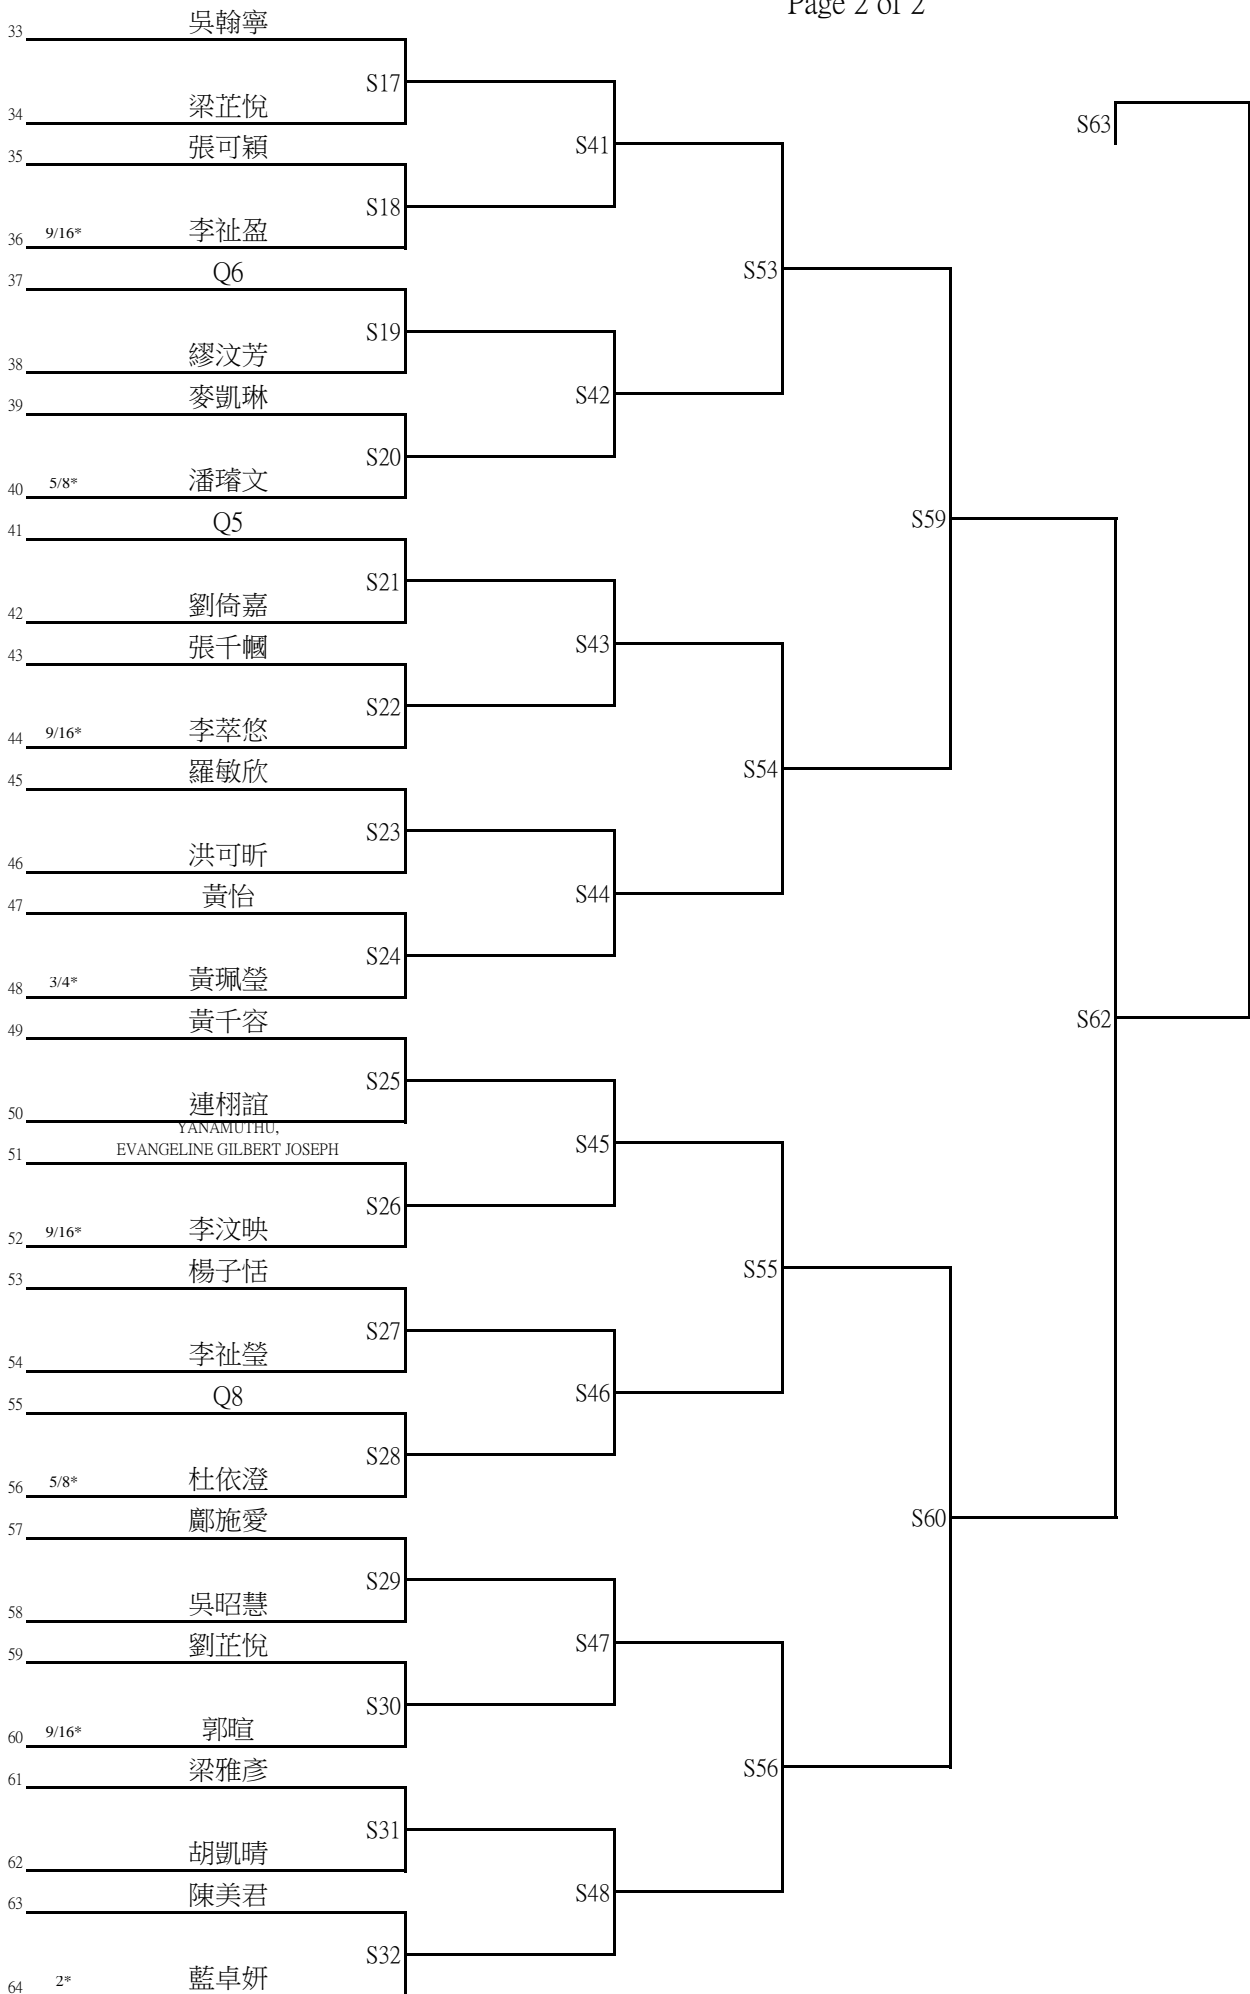 Page 2 of 2
33 吳翰寧
S17
34 梁芷悅
S63
35 張可穎
S41
S18
36 9/16* 李祉盈
37 Q6
S53
S19
38 繆汶芳
39 麥凱琳
S42
S20
40 5/8* 潘璿文
41 Q5
S59
S21
42 劉倚嘉
43 張千幗
S43
S22
44 9/16* 李萃悠
45 羅敏欣
S54
S23
46 洪可昕
47 黃怡
S44
S24
48 3/4* 黃珮瑩
49 黃千容
S62
S25
50 連栩誼
YANAMUTHU,
51 EVANGELINE GILBERT JOSEPH
S45
S26
52 9/16* 李汶映
53 楊子恬
S55
S27
54 李祉瑩
55 Q8
S46
S28
56 5/8* 杜依澄
57 鄺施愛
S60
S29
58 吳昭慧
59 劉芷悅
S47
S30
60 9/16* 郭暄
61 梁雅彥
S56
S31
62 胡凱晴
63 陳美君
S48
S32
64 2* 藍卓妍